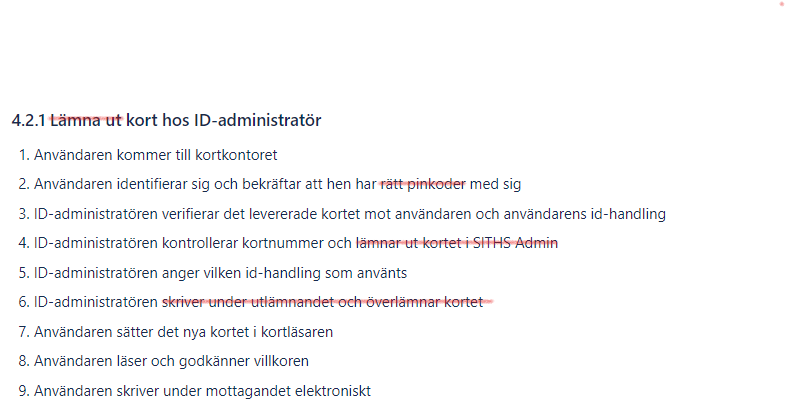 4.2.1 Lämna ut kort hos ID-administratör
1. Användaren kommer till kortkontoret
2. Användaren identifierar sig och bekräftar att hen har rätt pinkoder med sig
3. ID-administratören verifierar det levererade kortet mot användaren och användarens id-handling
4. ID-administratören kontrollerar kortnummer och lämnar ut kortet i SITHS Admin
5. ID-administratören anger vilken id-handling som använts
6. ID-administratören skriver under utlämnandet och överlämnar kortet
7. Användaren sätter det nya kortet i kortläsaren
8. Användaren läser och godkänner villkoren
9. Användaren skriver under mottagandet elektroniskt